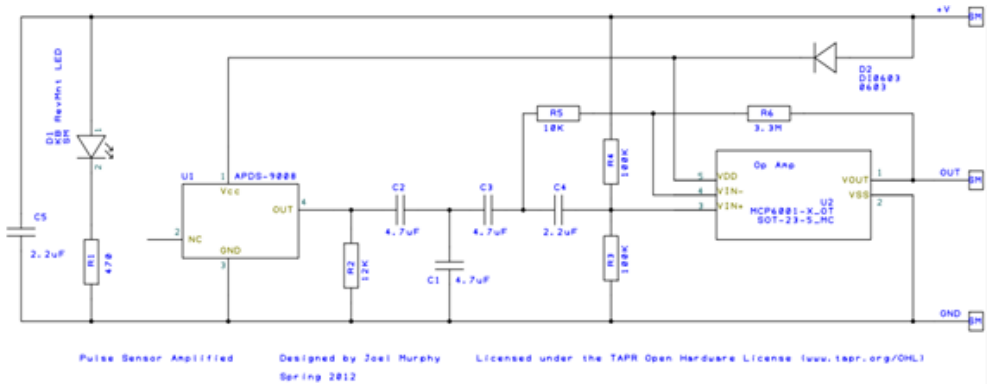 +V
SM
D1
KB RevMnt LED
SM
1
2
D2
DI0603
0603
R5
10K
R6
3.3M
R4
100K
Op Amp
U1
APDS-9008
1
Vcc
OUT
4
2
NC
GND
3
C2
4.7uF
C3
4.7uF
C4
2.2uF
5
VDD
4
VIN-
3
VIN+
VOUT
1
VSS
2
U2
MCP6001-X_OT
SOT-23-5_MC
OUT
SM
C5
2.2uF
R1
470
R2
12K
C1
4.7uF
R3
100K
GND
SM
Pulse Sensor Amplified
Designed by Joel Murphy
Licensed under the TAPR Open Hardware License (www.tapr.org/OHL)
Spring 2012